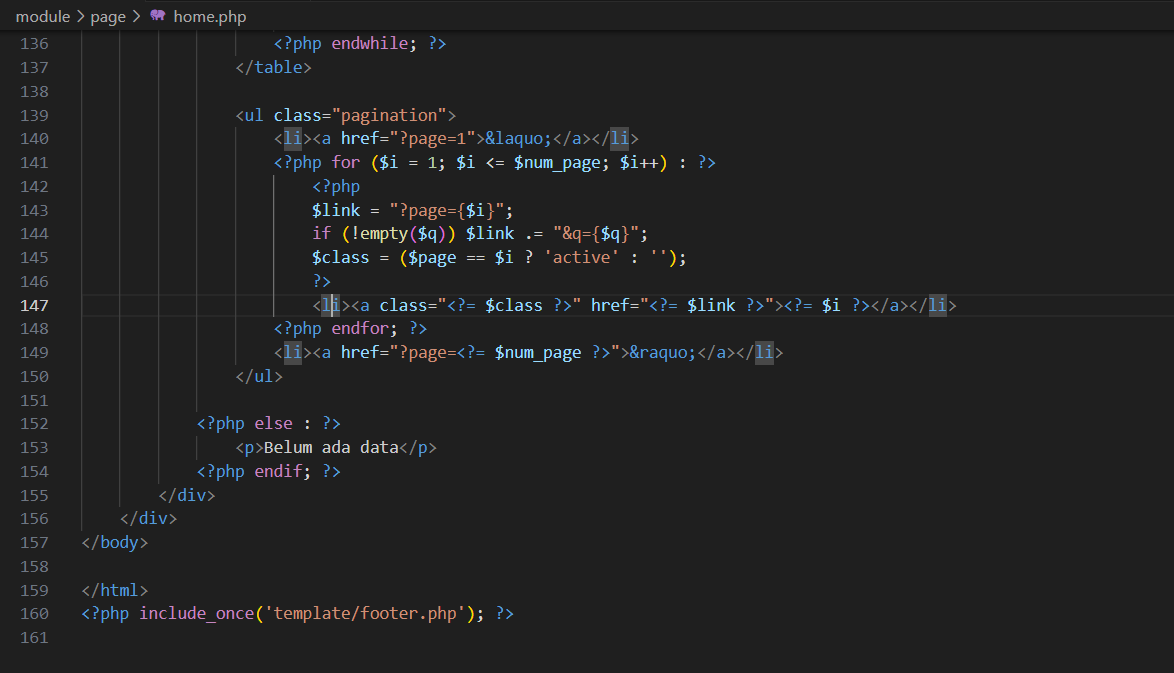 module > page > home.php
136 <?php endwhile; ?>
137 </table>
138
139 <ul class="pagination">
140 <li><a href="?page=1">&laquo;</a></li>
141 <?php for ($i = 1; $i <= $num_page; $i++) : ?>
142 <?php
143 $link = "?page={$i}";
144 if (!empty($q)) $link .= "&q={$q}";
145 $class = ($page == $i ? 'active' : '');
146 ?>
147 <li><a class="<?= $class ?>" href="<?= $link ?>"><?= $i ?></a></li>
148 <?php endfor; ?>
149 <li><a href="?page=<?= $num_page ?>">&raquo;</a></li>
150 </ul>
151
152 <?php else : ?>
153 <p>Belum ada data</p>
154 <?php endif; ?>
155 </div>
156 </div>
157 </body>
158
159 </html>
160 <?php include_once('template/footer.php'); ?>
161